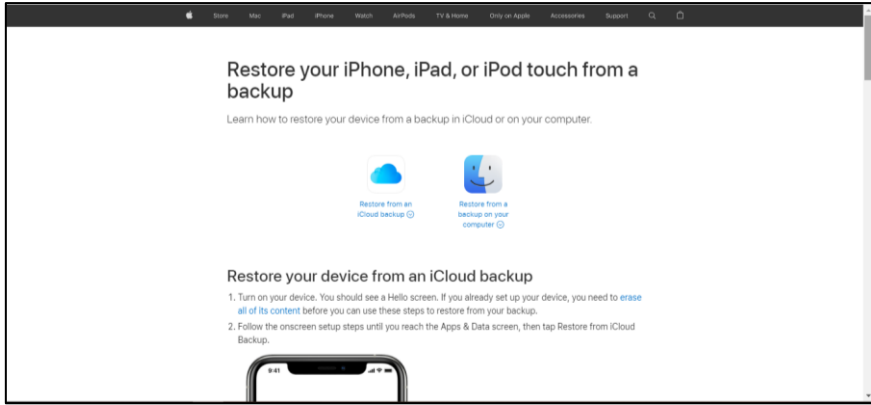 Store Mac iPad iPhone Watch AirPods TV & Home Only on Apple Accessories Support
Restore your iPhone, iPad, or iPod touch from a
backup
Learn how to restore your device from a backup in iCloud or on your computer.
Restore from an
iCloud backup
Restore from a
backup on your
computer
Restore your device from an iCloud backup
1. Turn on your device. You should see a Hello screen. If you already set up your device, you need to erase
all of its content before you can use these steps to restore from your backup.
2. Follow the onscreen setup steps until you reach the Apps & Data screen, then tap Restore from iCloud
Backup.
9:41